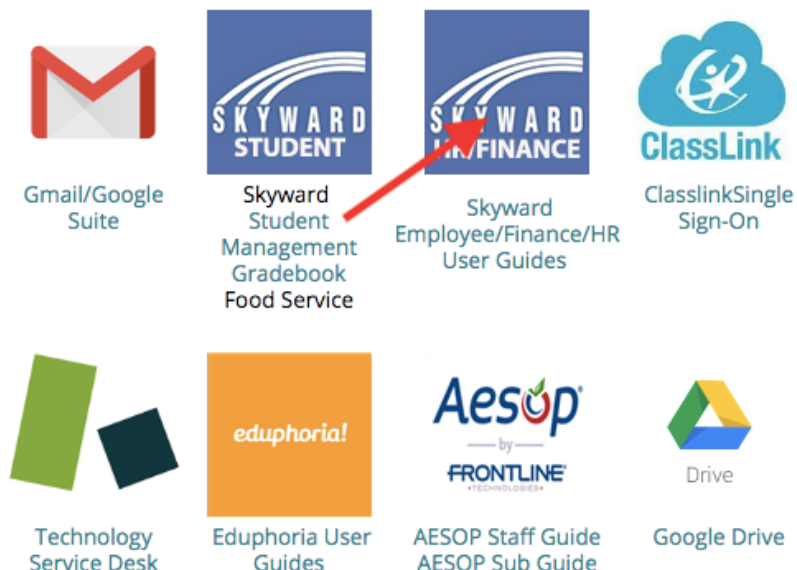 SKYWARD
STUDENT
SKYWARD
HR/FINANCE
ClassLink
Gmail/Google
Suite
Skyward
Student
Management
Gradebook
Food Service
Skyward
Employee/Finance/HR
User Guides
ClasslinkSingle
Sign-On
eduphoria!
Aesop
by
FRONTLINE
TECHNOLOGIES
Drive
Technology
Service Desk
Eduphoria User
Guides
AESOP Staff Guide
AESOP Sub Guide
Google Drive